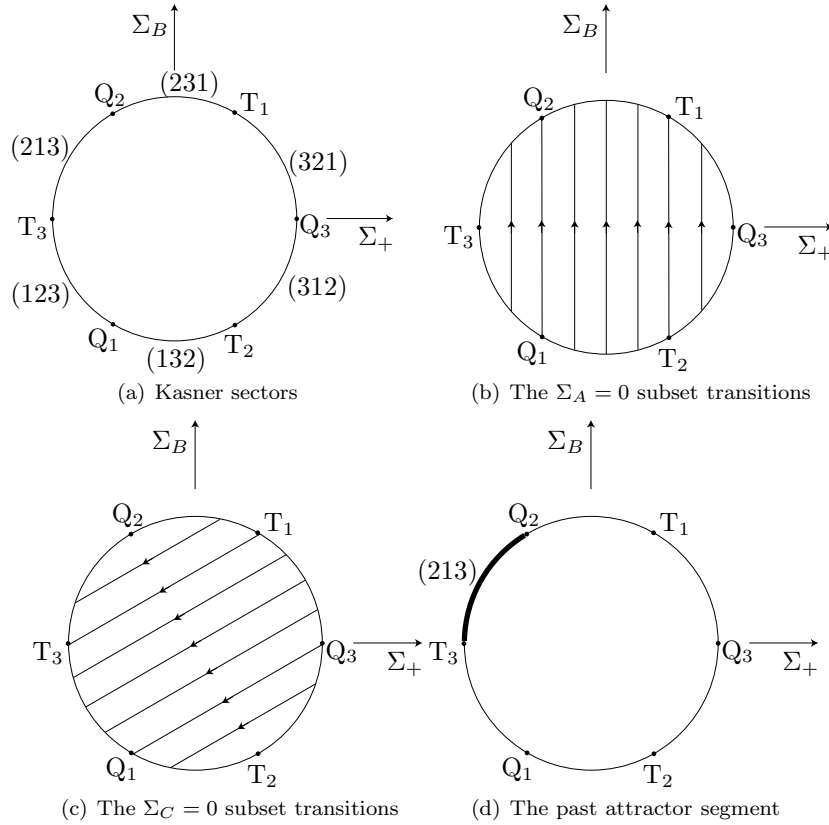 Σ_B
(231)
Q_2 T_1
(213) (321)
T_3 Q_3 Σ_+
(123) (312)
Q_1 T_2
(132)
(a) Kasner sectors
Σ_B
Q_2 T_1
T_3 Q_3 Σ_+
Q_1 T_2
(b) The Σ_A = 0 subset transitions
Σ_B
Q_2 T_1
T_3 Q_3 Σ_+
Q_1 T_2
(c) The Σ_C = 0 subset transitions
Σ_B
Q_2 T_1
(213)
T_3 Q_3 Σ_+
Q_1 T_2
(d) The past attractor segment